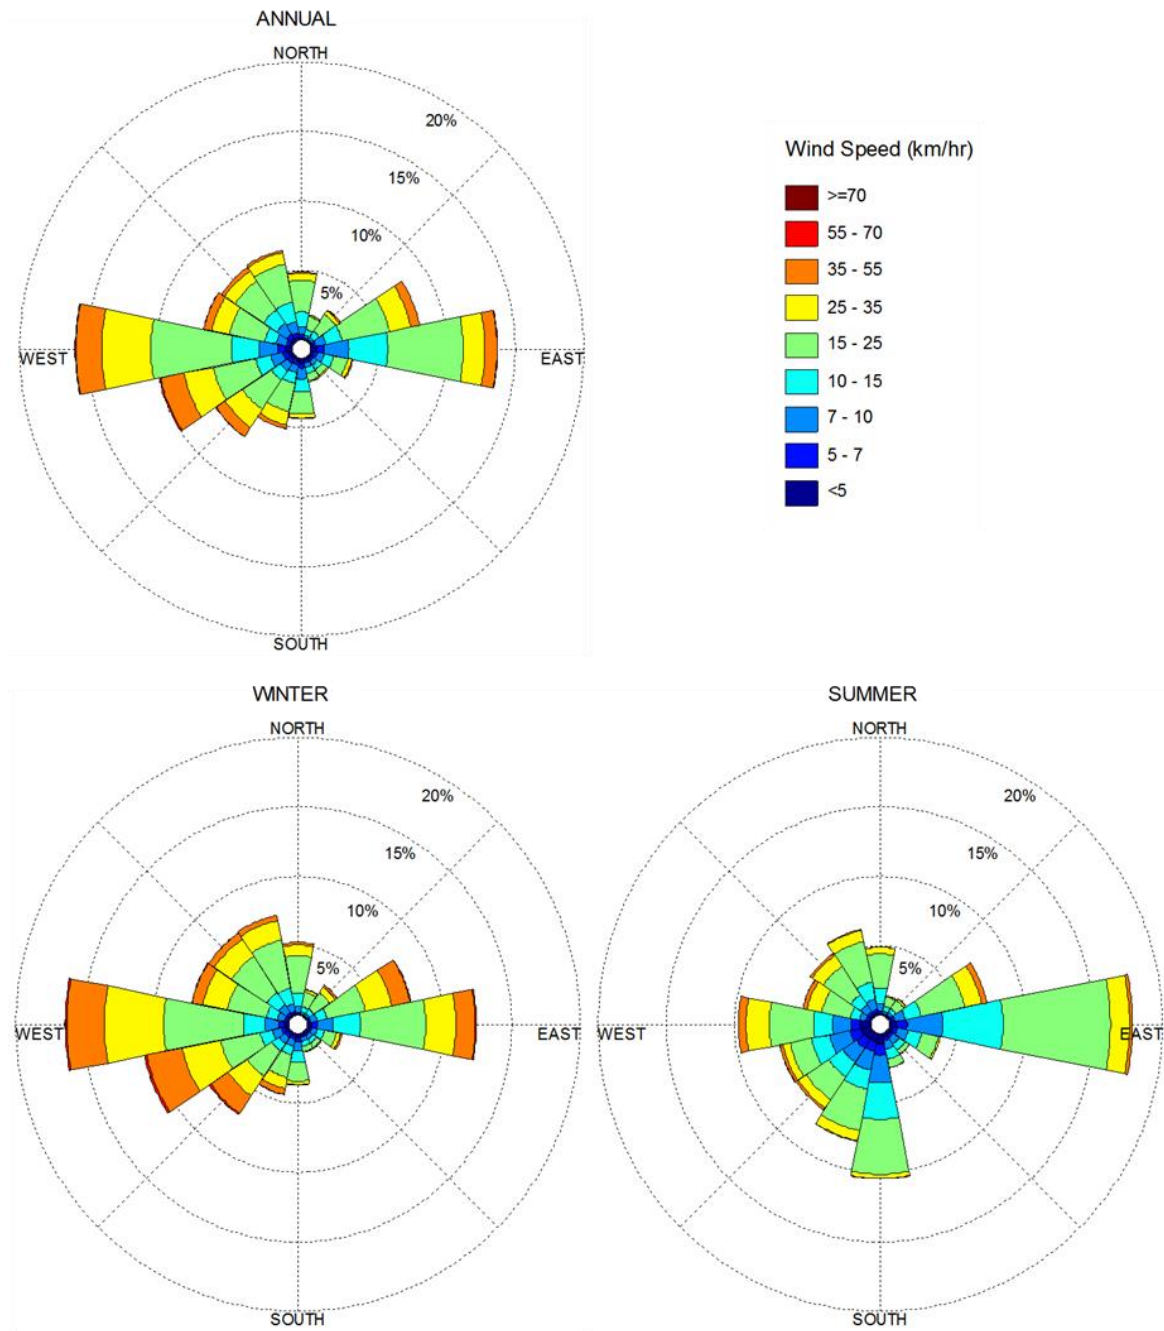 ANNUAL
NORTH
20%
15%
10%
5%
WEST
EAST
SOUTH
Wind Speed (km/hr)
>=70
55 - 70
35 - 55
25 - 35
15 - 25
10 - 15
7 - 10
5 - 7
<5
WINTER
NORTH
20%
15%
10%
5%
WEST
EAST
SOUTH
SUMMER
NORTH
20%
15%
10%
5%
WEST
EAST
SOUTH